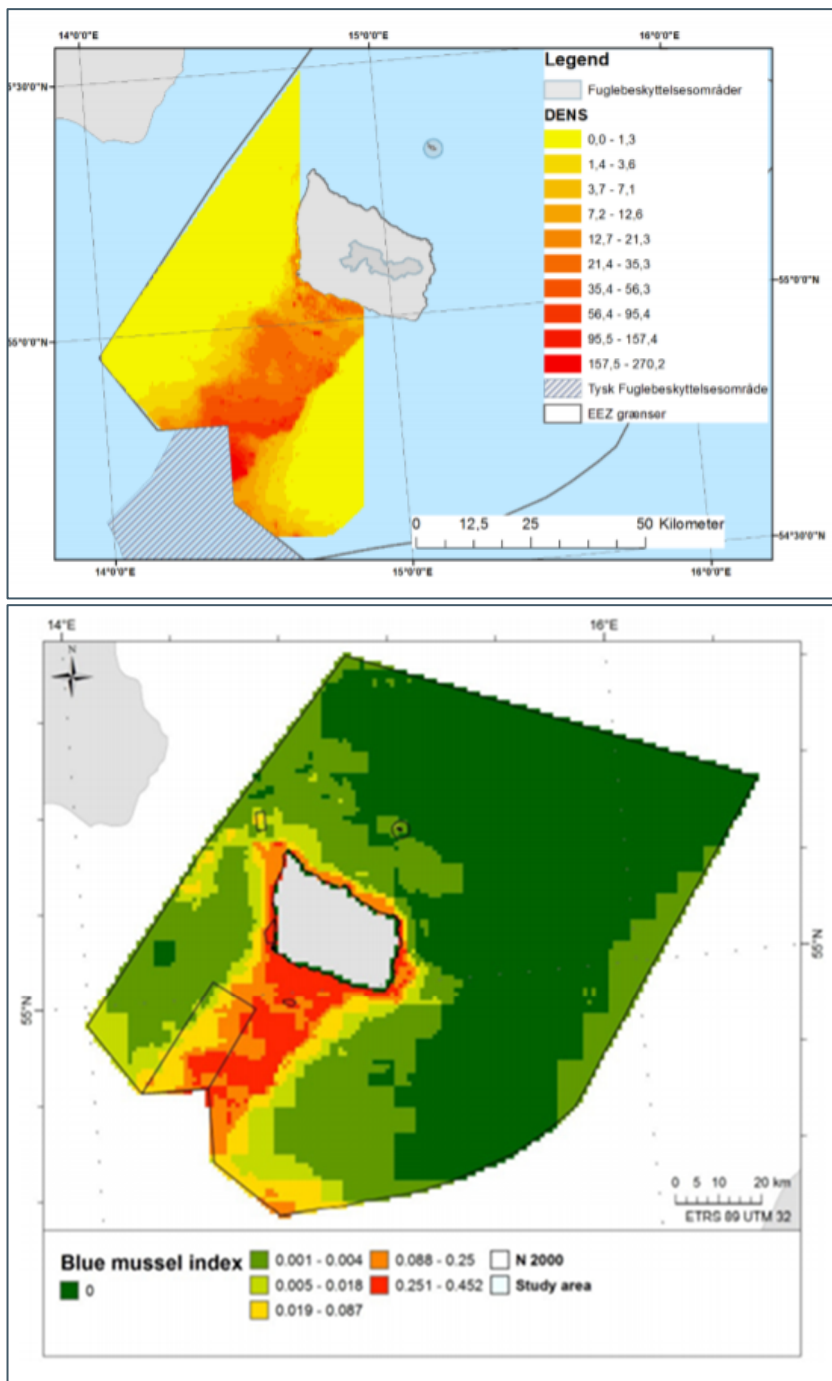 14°0'0"E 15°0'0"E 16°0'0"E
5°30'0"N
Legend
Fuglebeskyttelsesområder
DENS
0,0 - 1,3
1,4 - 3,6
3,7 - 7,1
7,2 - 12,6
12,7 - 21,3
21,4 - 35,3
35,4 - 56,3
56,4 - 95,4
95,5 - 157,4
157,5 - 270,2
Tysk Fuglebeskyttelsesområde
EEZ grænser
55°0'0"N
55°0'0"N
0 12,5 25 50 Kilometer
54°30'0"N
14°0'0"E 15°0'0"E 16°0'0"E
14°E 16°E
N
55°N
55°N
0 5 10 20 km
ETRS 89 UTM 32
Blue mussel index
0
0.001 - 0.004
0.005 - 0.018
0.019 - 0.087
0.088 - 0.25
0.251 - 0.452
N 2000
Study area